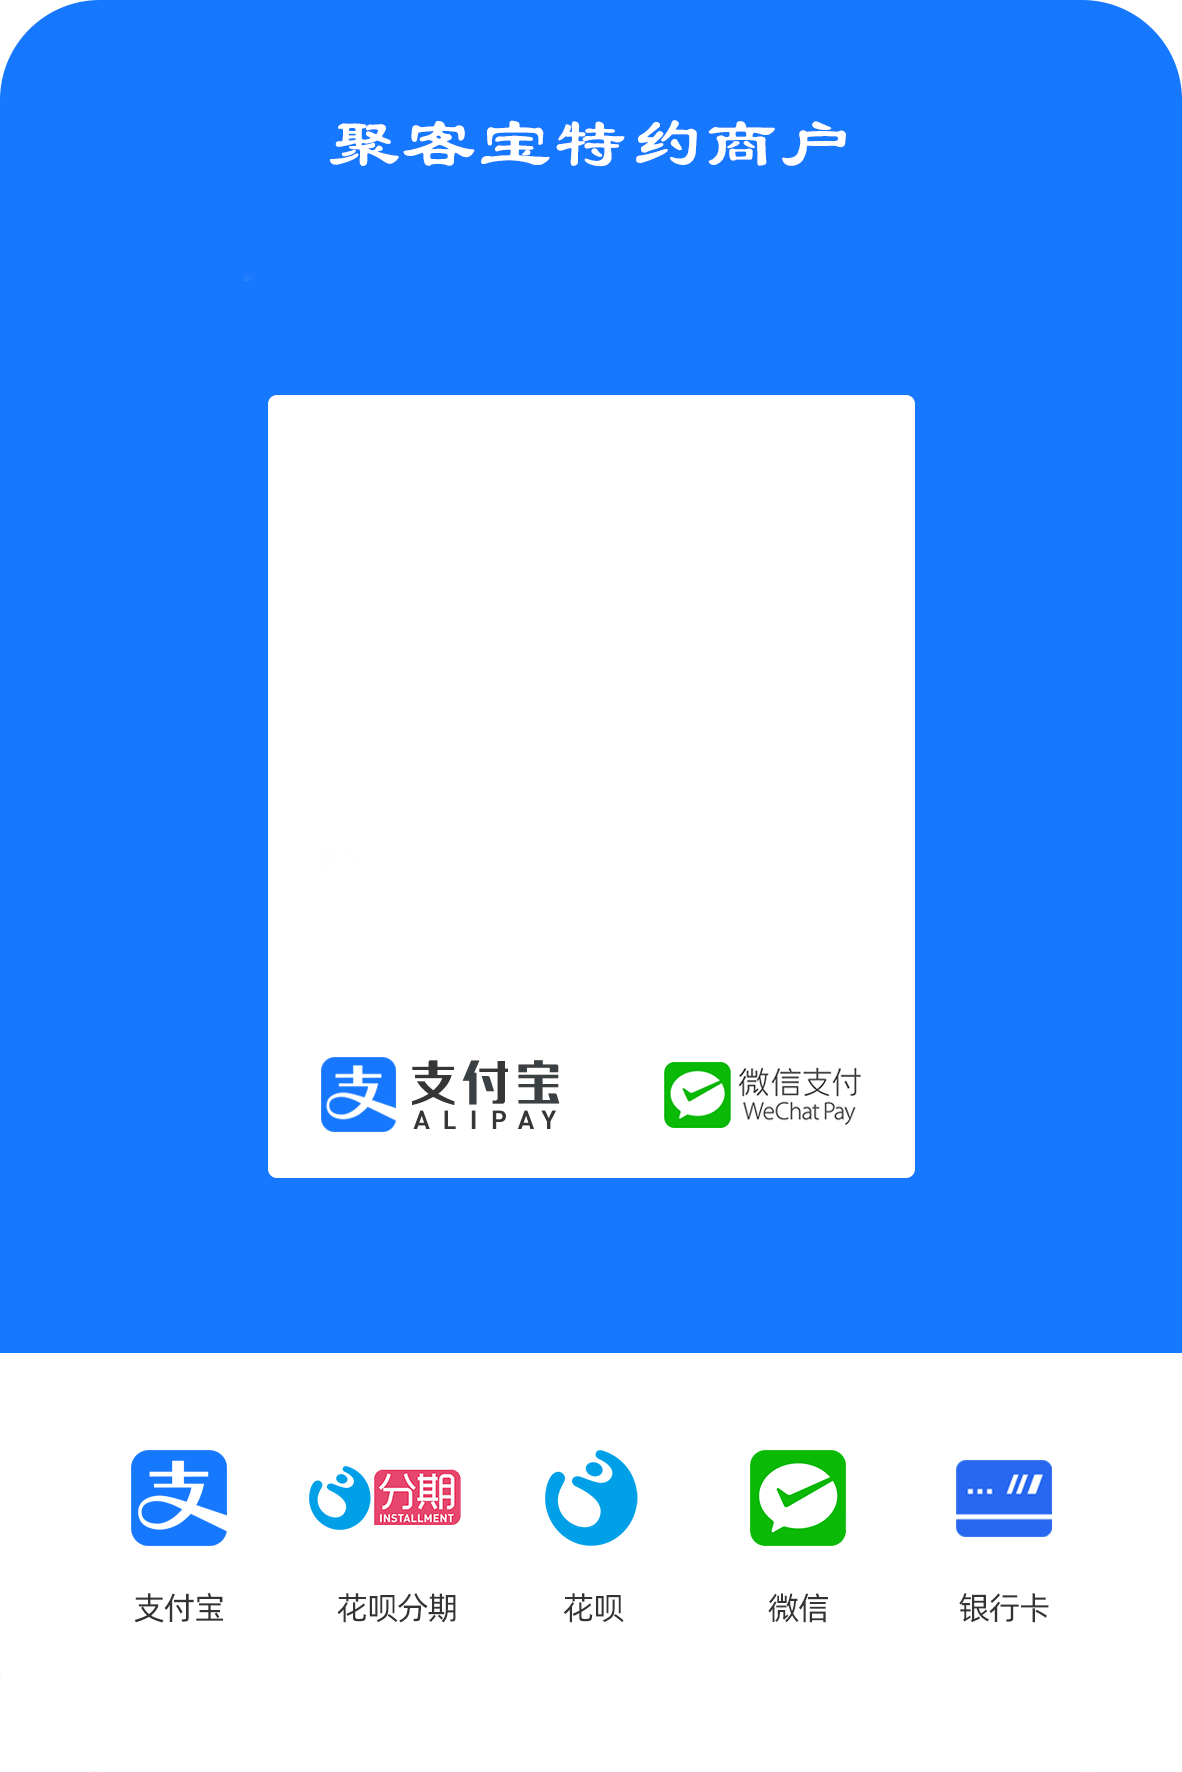 聚客宝特约商户
支 支付宝
ALIPAY
微信支付
WeChat Pay
支
分期
INSTALLMENT
支付宝
花呗分期
花呗
微信
银行卡